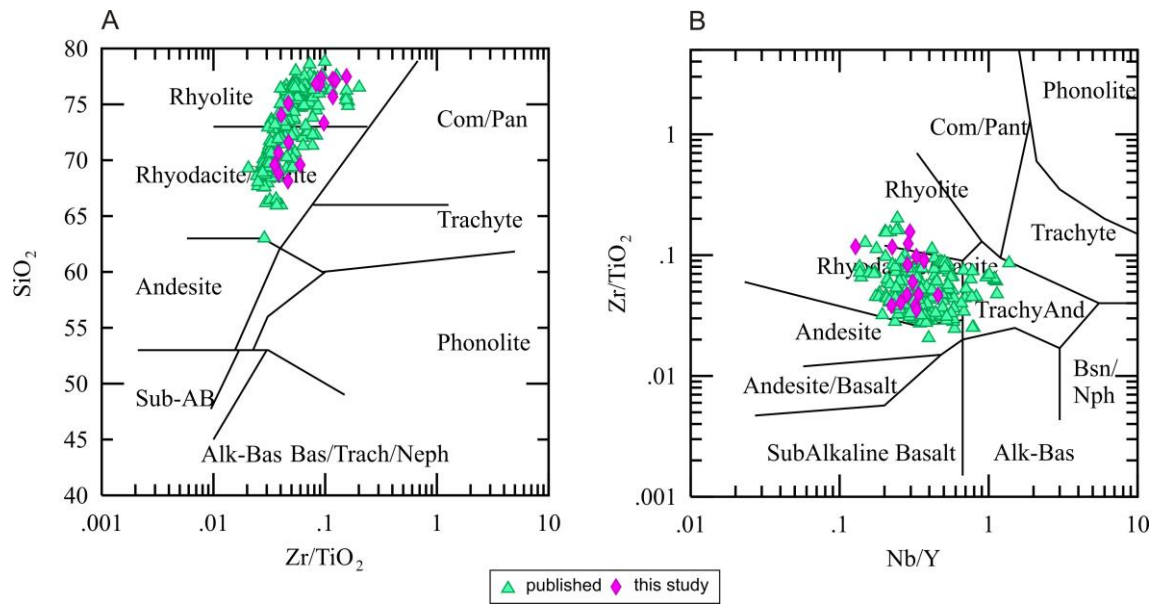 A
80
75
70
65
60
55
50
45
40
SiO2
Rhyolite
Com/Pan
Trachyte
Andesite
Phonolite
Sub-AB
Alk-Bas Bas/Trach/Neph
.001 .01 .1 1 10
Zr/TiO2
B
1
.1
.01
.001
Zr/TiO2
Phonolite
Com/Pant
Rhyolite
Trachyte
TrachyAnd
Andesite
Andesite/Basalt
Bsn/
Nph
SubAlkaline Basalt
Alk-Bas
.01 .1 1 10
Nb/Y
published this study